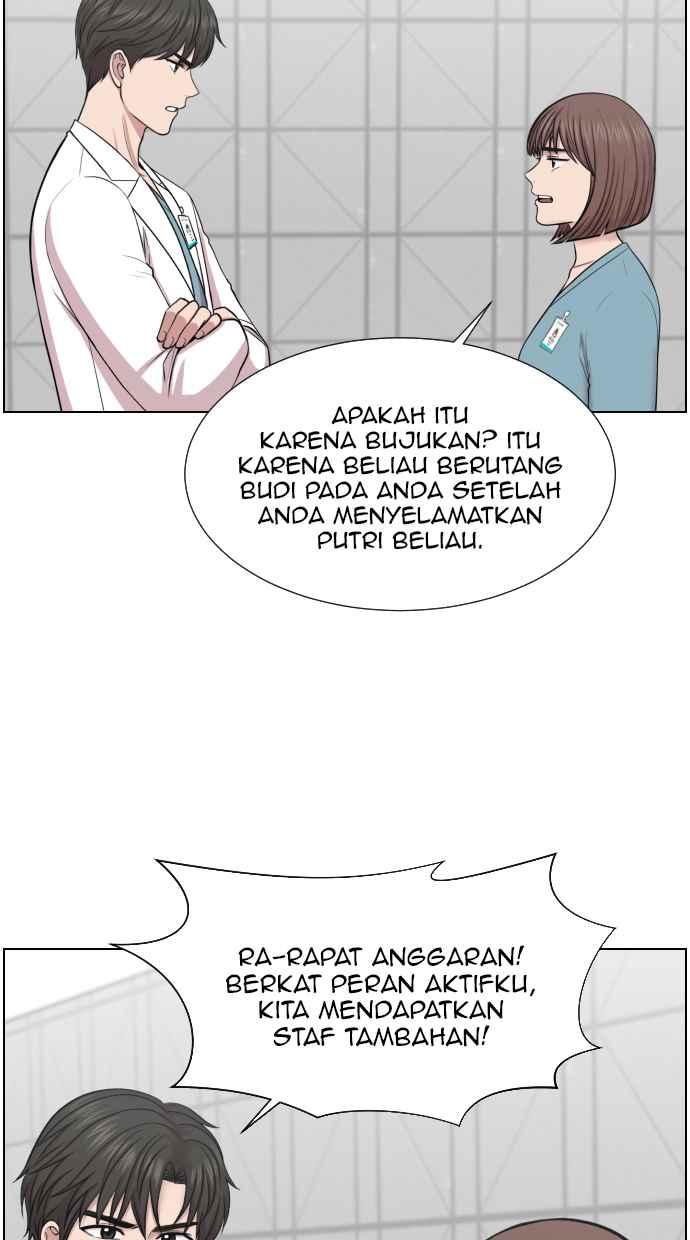 APAKAH ITU
KARENA BUJUKAN? ITU
KARENA BELIAU BERUTANG
BUDI PADA ANDA SETELAH
ANDA MENYELAMATKAN
PUTRI BELIAU.
RA-RAPAT ANGGARAN!
BERKAT PERAN AKTIFKU,
KITA MENDAPATKAN
STAF TAMBAHAN!